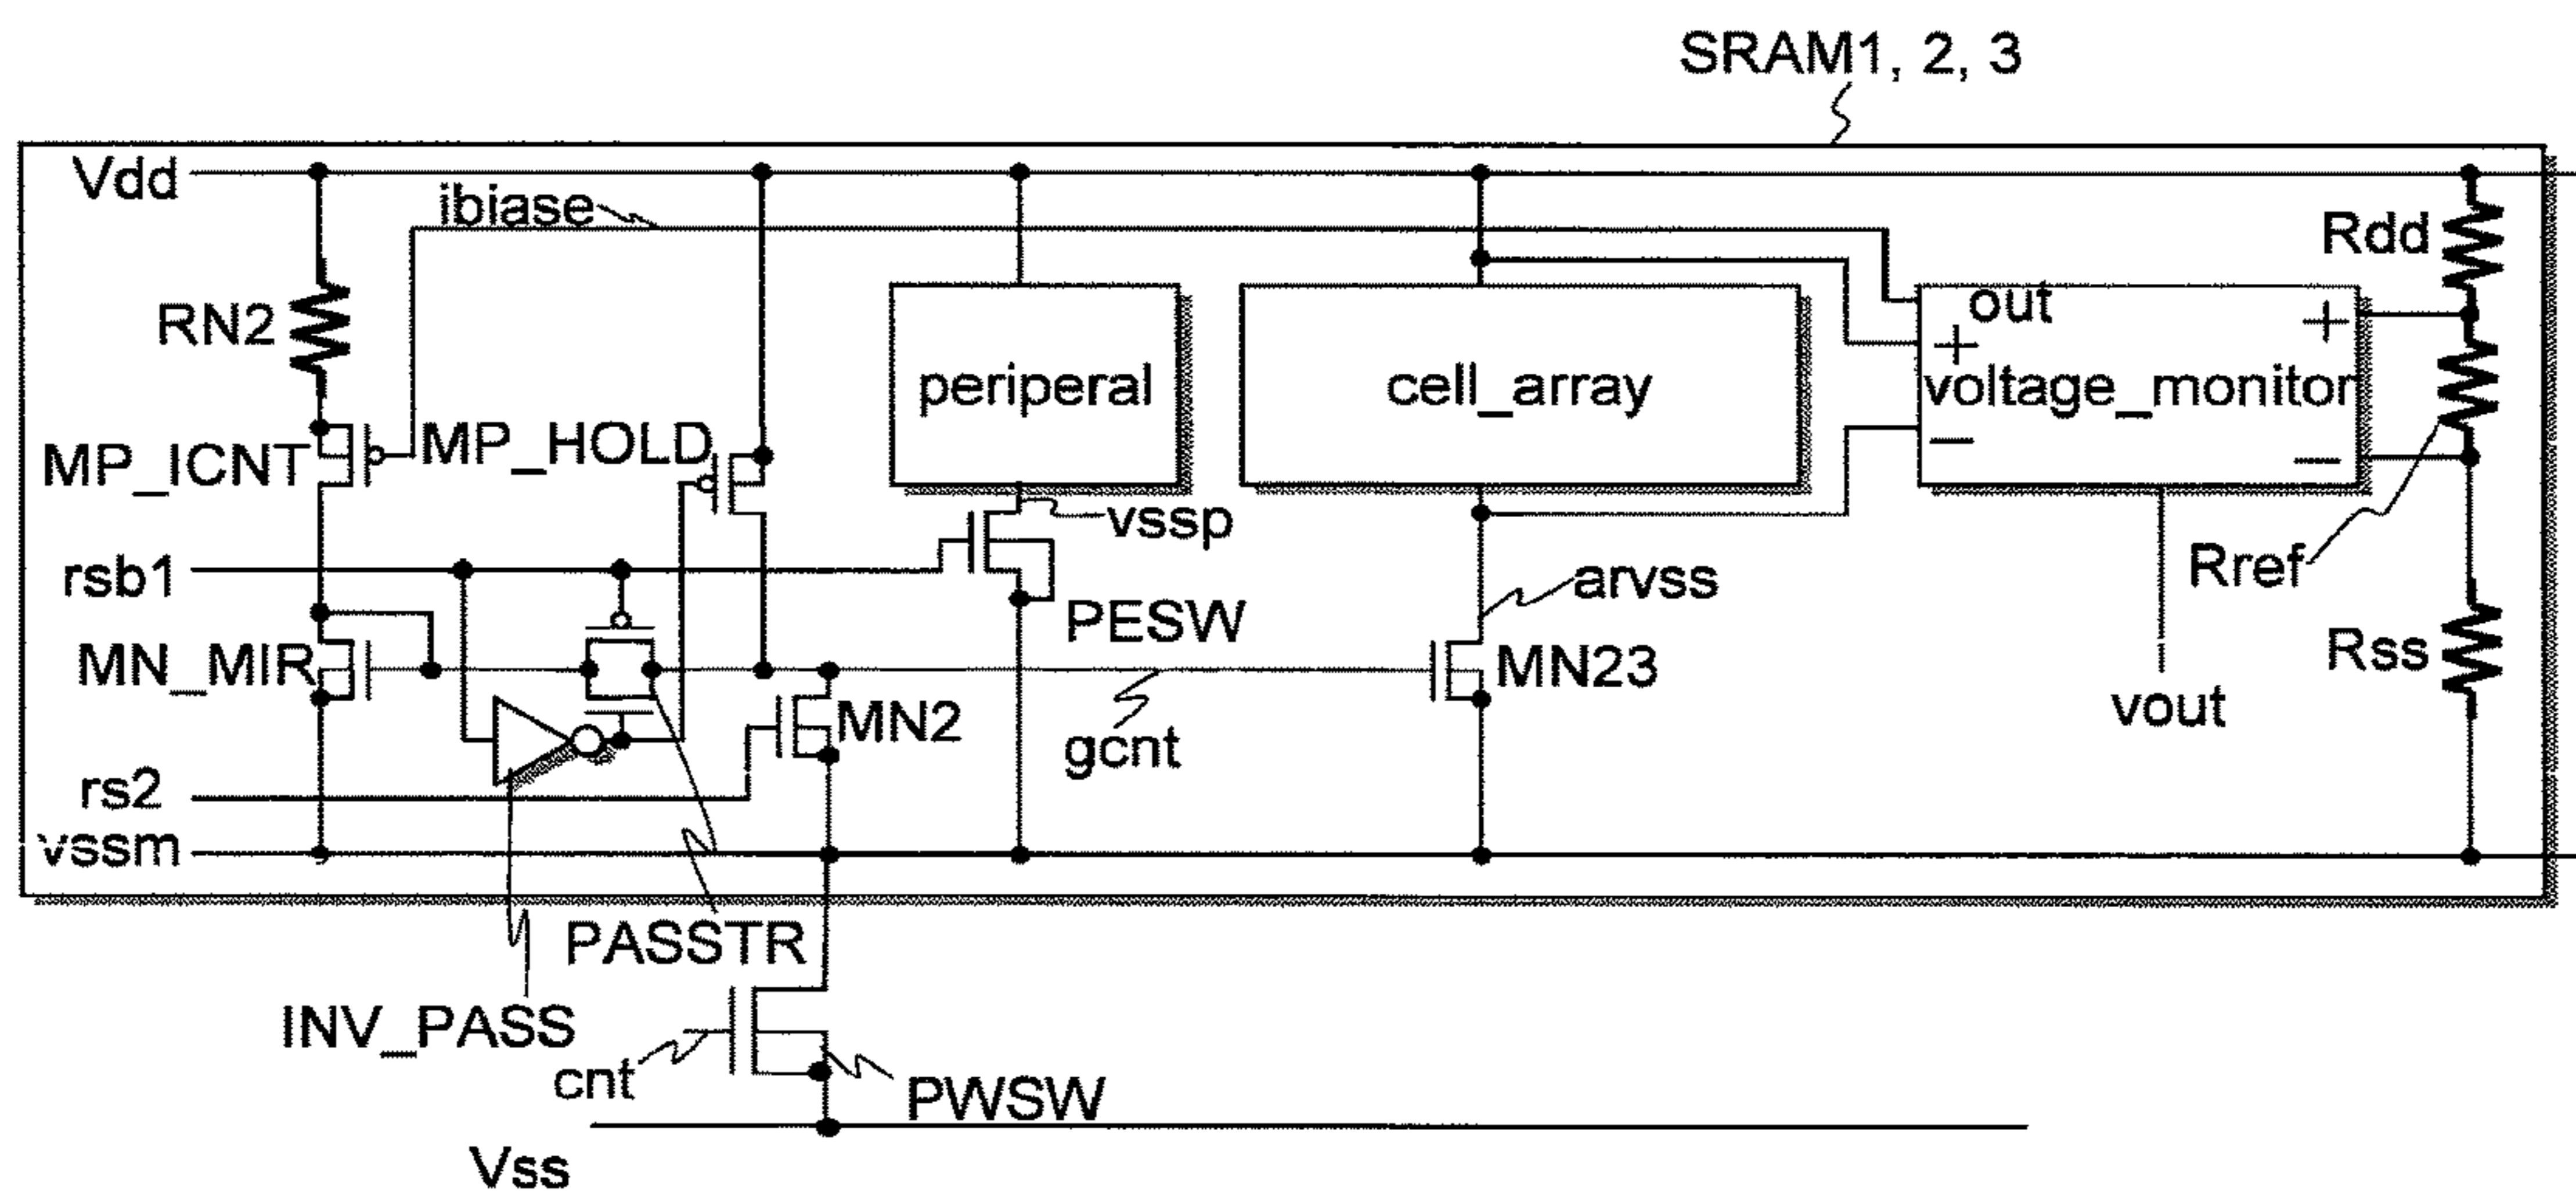 SRAM1, 2, 3
Vdd
ibiase
Rdd
RN2
out
+
+
periperal
cell_array
voltage_monitor
MP_ICNT
MP_HOLD
−
−
vssp
rsb1
Rref
arvss
PESW
MN_MIR
MN23
Rss
MN2
vout
gcnt
rs2
vssm
PASSTR
INV_PASS
cnt
PWSW
Vss